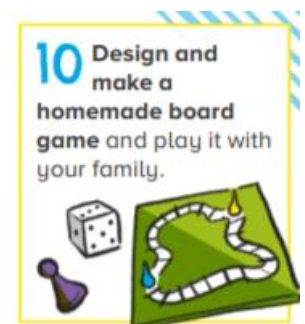 10 Design and
make a
homemade board
game and play it with
your family.